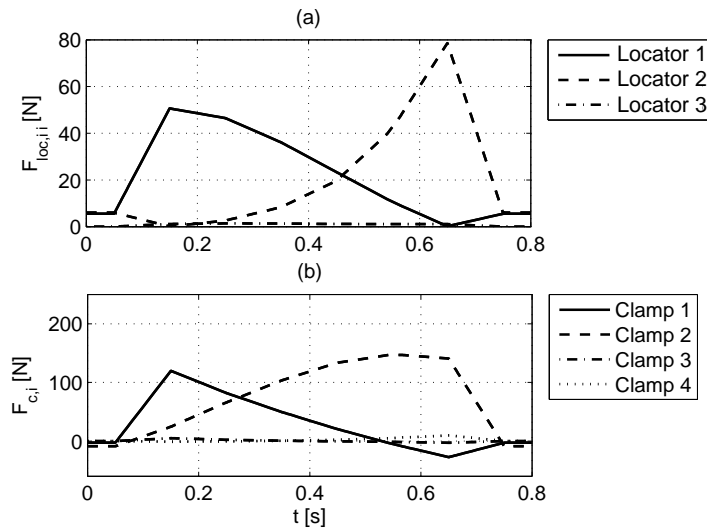 (a)
80
60
40
20
0
F_loc,i i [N]
0 0.2 0.4 0.6 0.8
Locator 1
Locator 2
Locator 3
(b)
200
100
0
F_c,i [N]
0 0.2 0.4 0.6 0.8
t [s]
Clamp 1
Clamp 2
Clamp 3
Clamp 4